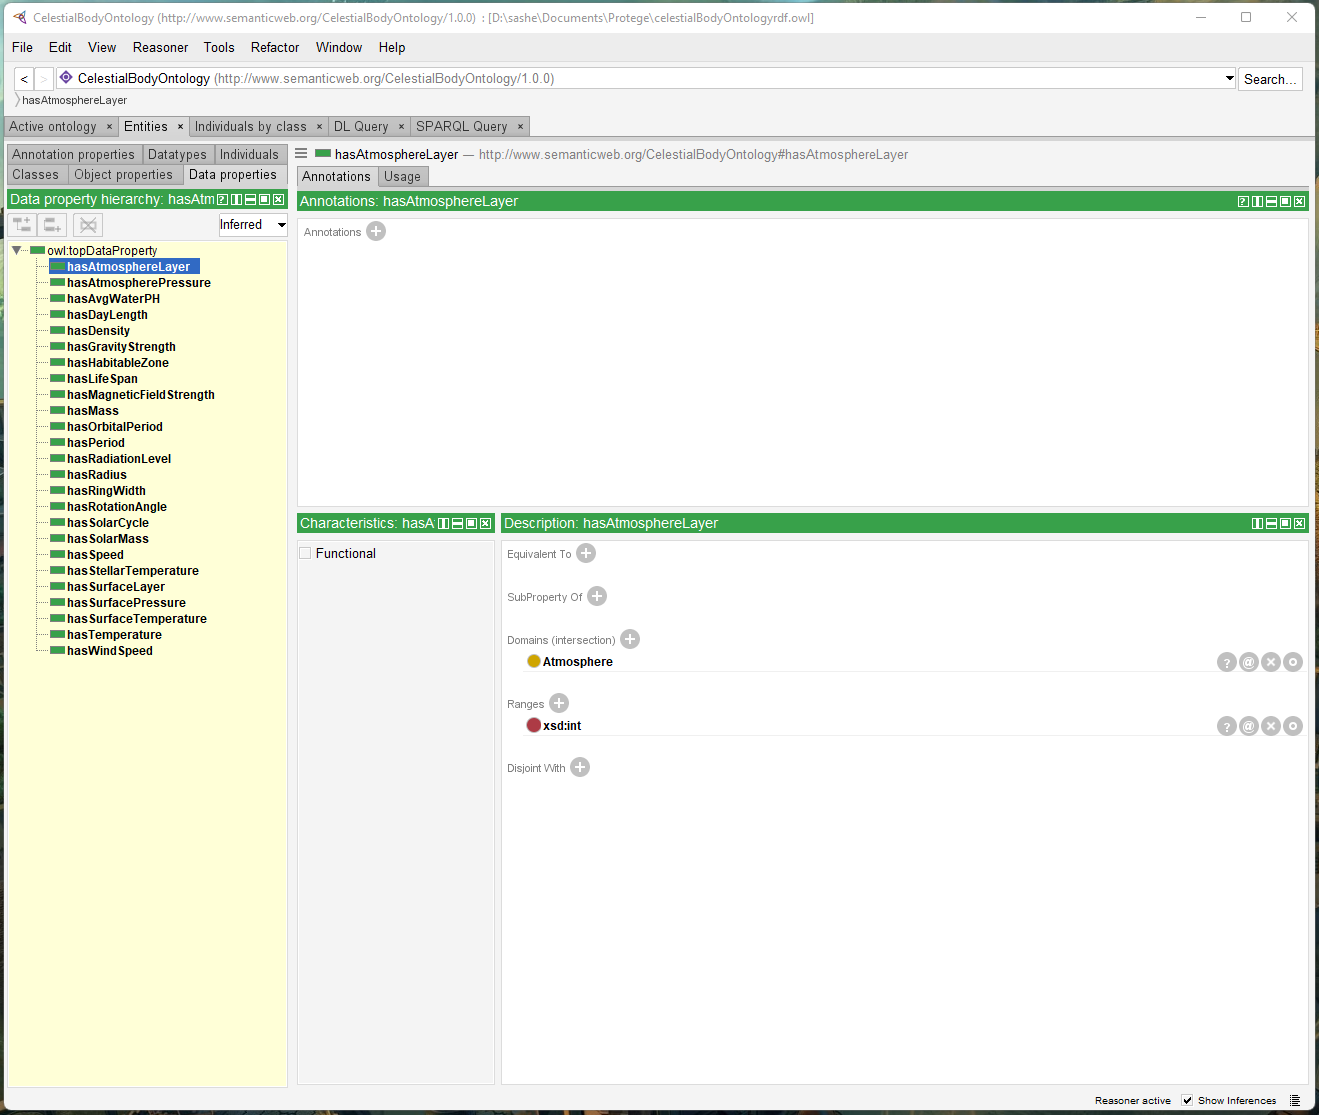 CelestialBodyOntology (http://www.semanticweb.org/CelestialBodyOntology/1.0.0) : [D:\sashe\Documents\Protege\celestialBodyOntologyrdf.owl]
File Edit View Reasoner Tools Refactor Window Help
< > CelestialBodyOntology (http://www.semanticweb.org/CelestialBodyOntology/1.0.0) Search...
hasAtmosphereLayer
Active ontology × Entities × Individuals by class × DL Query × SPARQL Query ×
Annotation properties Datatypes Individuals
Classes Object properties Data properties
Data property hierarchy: hasAtm
Inferred
owl:topDataProperty
hasAtmosphereLayer
hasAtmospherePressure
hasAvgWaterPH
hasDayLength
hasDensity
hasGravityStrength
hasHabitableZone
hasLifeSpan
hasMagneticFieldStrength
hasMass
hasOrbitalPeriod
hasPeriod
hasRadiationLevel
hasRadius
hasRingWidth
hasRotationAngle
hasSolarCycle
hasSolarMass
hasSpeed
hasStellarTemperature
hasSurfaceLayer
hasSurfacePressure
hasSurfaceTemperature
hasTemperature
hasWindSpeed
hasAtmosphereLayer — http://www.semanticweb.org/CelestialBodyOntology#hasAtmosphereLayer
Annotations Usage
Annotations: hasAtmosphereLayer
Annotations
Characteristics: hasA
Functional
Description: hasAtmosphereLayer
Equivalent To
SubProperty Of
Domains (intersection)
Atmosphere
Ranges
xsd:int
Disjoint With
Reasoner active Show Inferences